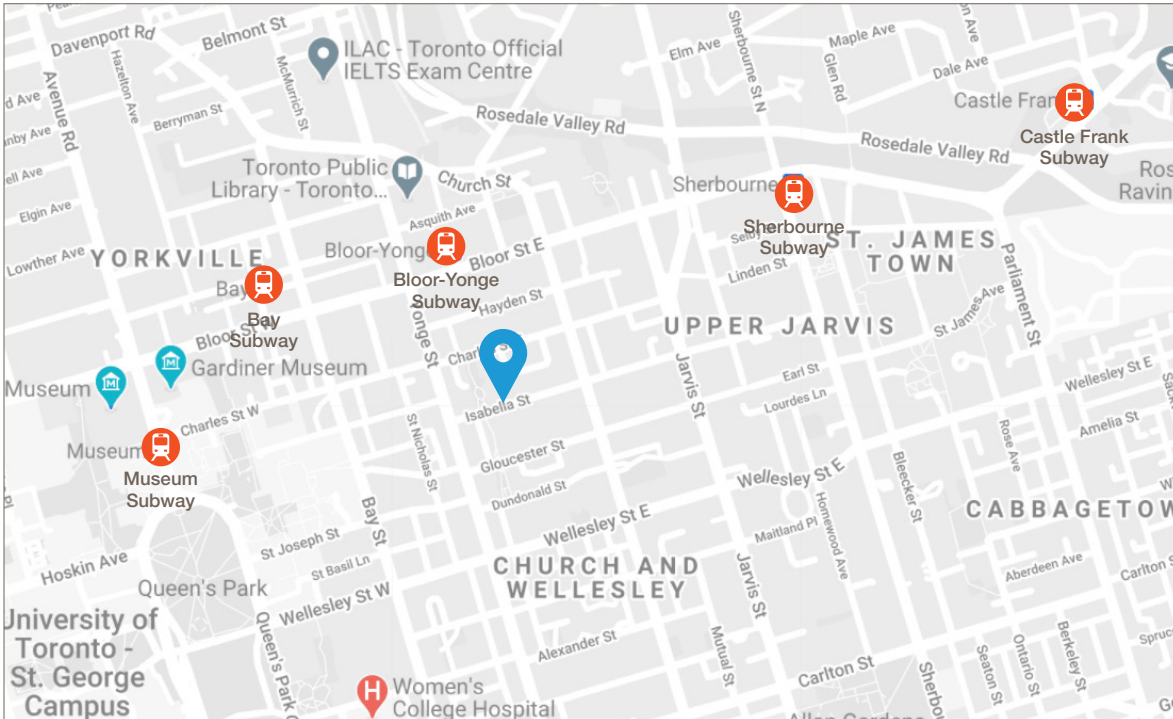 Davenport Rd
Belmont St
Hazelton Ave
McMurrich St
Avenue Rd
Berryman St
ILAC - Toronto Official
IELTS Exam Centre
Elm Ave
Sherbourne St N
Glen Rd
Maple Ave
Dale Ave
Castle Fran
Castle Frank
Subway
Rosedale Valley Rd
Rosedale Valley Rd
Toronto Public
Library - Toronto...
Church St
Asquith Ave
Elgin Ave
Lowther Ave
YORKVILLE
Bloor-Yonge
Bloor-Yonge
Subway
Bloor St E
Sherbourne
Sherbourne
Subway
Linden St
ST. JAMES
TOWN
Parliament St
Bay
Bay
Subway
Bloor St
Hayden St
Yonge St
UPPER JARVIS
St James Ave
Museum
Gardiner Museum
Charles St W
Isabella St
Jarvis St
Earl St
Lourdes Ln
Wellesley St E
Amelia St
Museum
Museum
Subway
St Nicholas St
Gloucester St
Dundonald St
Wellesley St E
Bleecker St
Rose Ave
Bay St
Homewood Ave
Maitland Pl
CABBAGETOW
Hoskin Ave
St Joseph St
St Basil Ln
Wellesley St E
CHURCH AND
WELLESLEY
Jarvis St
Aberdeen Ave
Carlton S
Queen's Park
Wellesley St W
University of
Toronto -
St. George
Campus
Queen's Park
Alexander St
Mutual St
Carlton St
Seaton St
Ontario St
Berkeley St
Women's
College Hospital